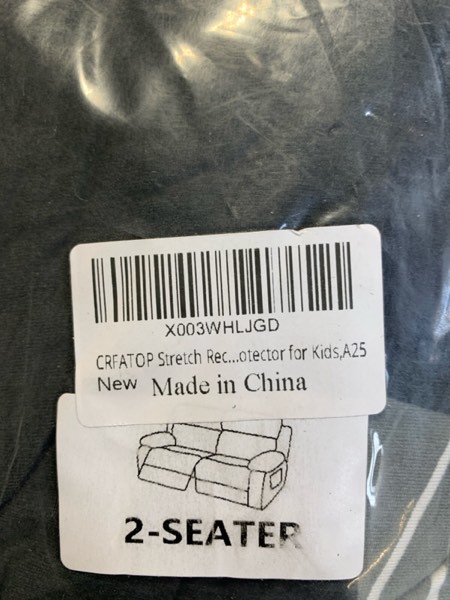 X003WHLJGD
CRFATOP Stretch Rec...otector for Kids,A25
New Made in China
2-SEATER